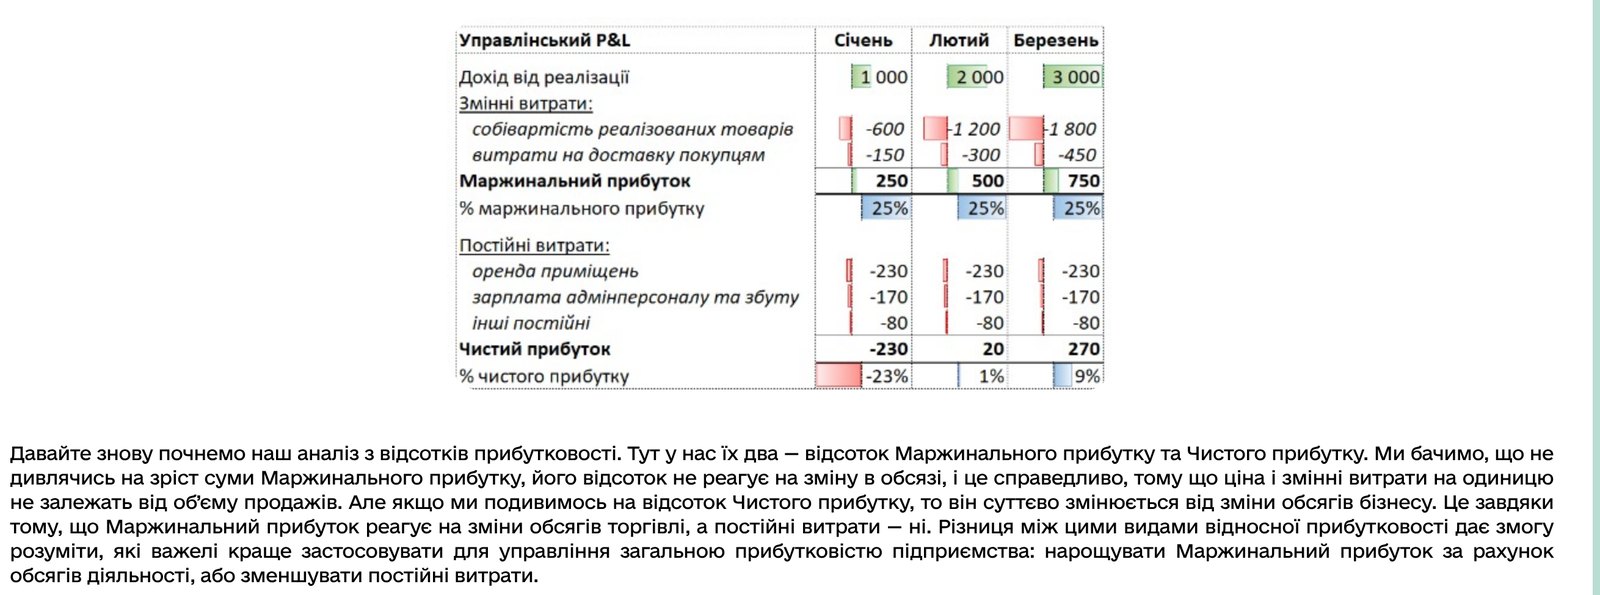 Управлінський P&L Січень Лютий Березень
Дохід від реалізації 1 000 2 000 3 000
Змінні витрати:
собівартість реалізованих товарів -600 -1 200 -1 800
витрати на доставку покупцям -150 -300 -450
Маржинальний прибуток 250 500 750
% маржинального прибутку 25% 25% 25%
Постійні витрати:
оренда приміщень -230 -230 -230
зарплата адмінперсоналу та збуту -170 -170 -170
інші постійні -80 -80 -80
Чистий прибуток -230 20 270
% чистого прибутку -23% 1% 9%
Давайте знову почнемо наш аналіз з відсотків прибутковості. Тут у нас їх два — відсоток Маржинального прибутку та Чистого прибутку. Ми бачимо, що не
дивлячись на зріст суми Маржинального прибутку, його відсоток не реагує на зміну в обсязі, і це справедливо, тому що ціна і змінні витрати на одиницю
не залежать від об’єму продажів. Але якщо ми подивимось на відсоток Чистого прибутку, то він суттєво змінюється від зміни обсягів бізнесу. Це завдяки
тому, що Маржинальний прибуток реагує на зміни обсягів торгівлі, а постійні витрати — ні. Різниця між цими видами відносної прибутковості дає змогу
розуміти, які важелі краще застосовувати для управління загальною прибутковістю підприємства: нарощувати Маржинальний прибуток за рахунок
обсягів діяльності, або зменшувати постійні витрати.